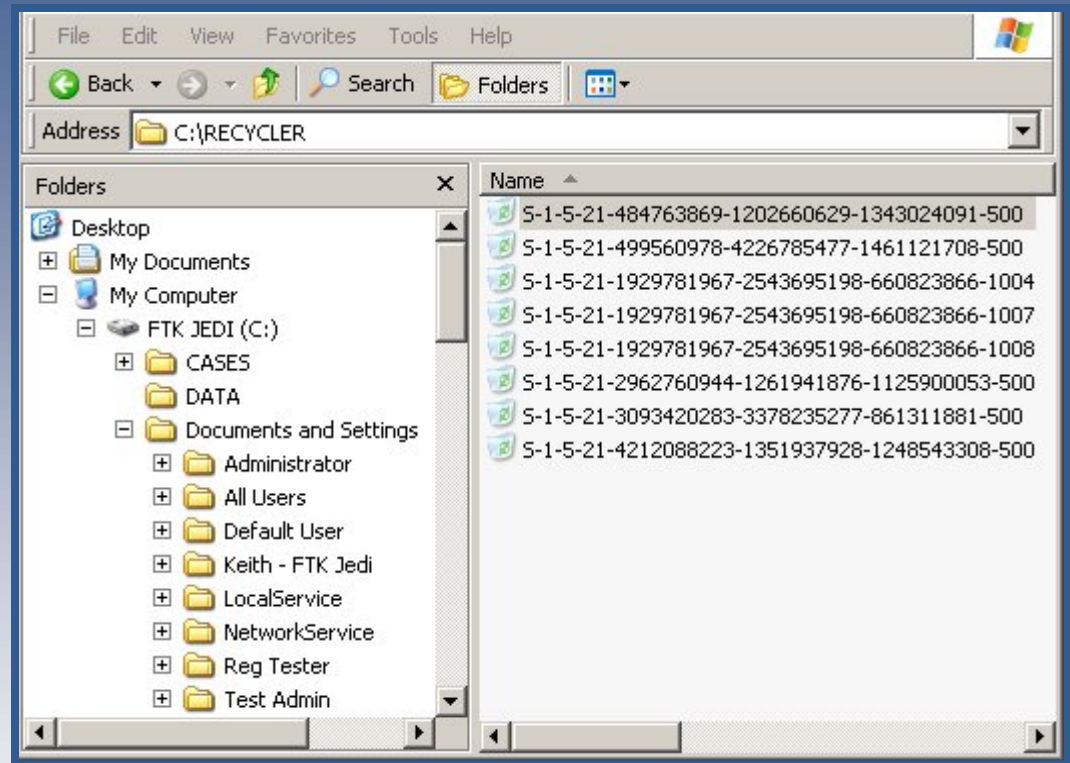 File Edit View Favorites Tools Help
Back Search Folders
Address C:\RECYCLER
Folders
Desktop
My Documents
My Computer
FTK JEDI (C:)
CASES
DATA
Documents and Settings
Administrator
All Users
Default User
Keith - FTK Jedi
LocalService
NetworkService
Reg Tester
Test Admin
Name
S-1-5-21-484763869-1202660629-1343024091-500
S-1-5-21-499560978-4226785477-1461121708-500
S-1-5-21-1929781967-2543695198-660823866-1004
S-1-5-21-1929781967-2543695198-660823866-1007
S-1-5-21-1929781967-2543695198-660823866-1008
S-1-5-21-2962760944-1261941876-1125900053-500
S-1-5-21-3093420283-3378235277-861311881-500
S-1-5-21-4212088223-1351937928-1248543308-500